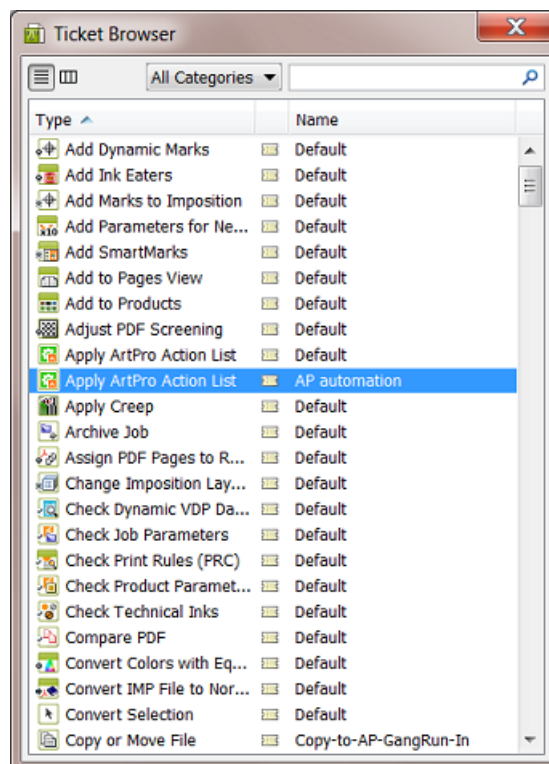 Ticket Browser
All Categories
Type Name
Add Dynamic Marks Default
Add Ink Eaters Default
Add Marks to Imposition Default
Add Parameters for Ne... Default
Add SmartMarks Default
Add to Pages View Default
Add to Products Default
Adjust PDF Screening Default
Apply ArtPro Action List Default
Apply ArtPro Action List AP automation
Apply Creep Default
Archive Job Default
Assign PDF Pages to R... Default
Change Imposition Lay... Default
Check Dynamic VDP Da... Default
Check Job Parameters Default
Check Print Rules (PRC) Default
Check Product Paramet... Default
Check Technical Inks Default
Compare PDF Default
Convert Colors with Eq... Default
Convert IMP File to Nor... Default
Convert Selection Default
Copy or Move File Copy-to-AP-GangRun-In